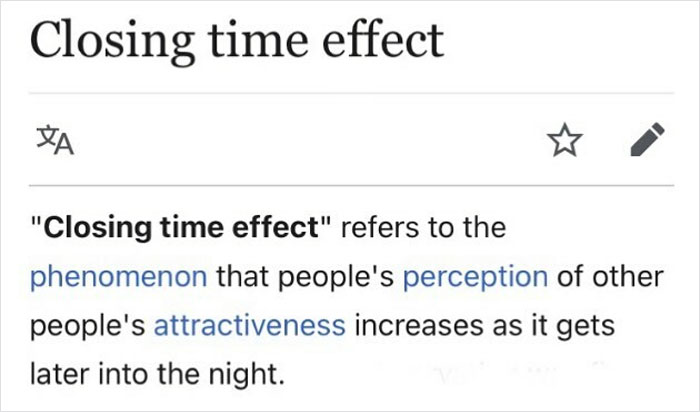 Closing time effect
"Closing time effect" refers to the
phenomenon that people's perception of other
people's attractiveness increases as it gets
later into the night.